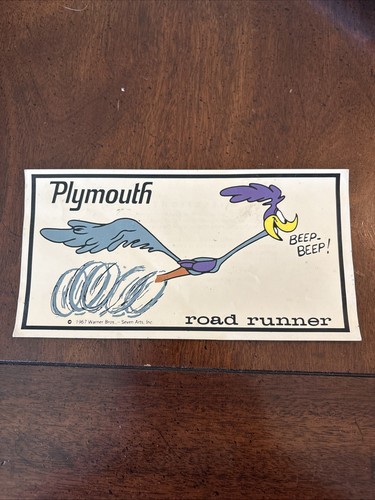 Plymouth
BEEP-
BEEP!
© 1967 Warner Bros. - Seven Arts, Inc.
road runner